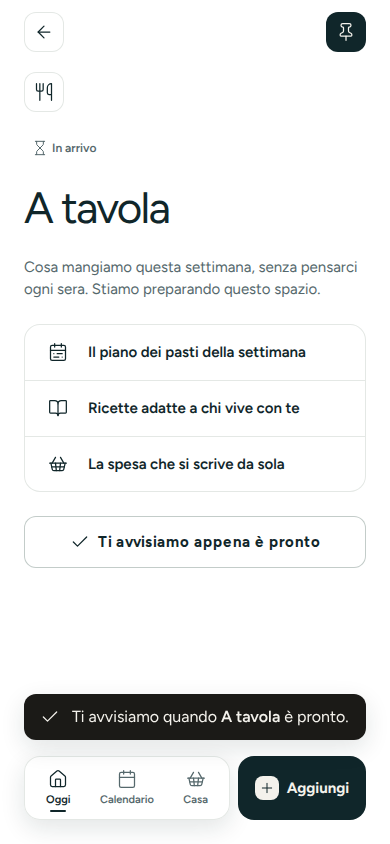 In arrivo
A tavola
Cosa mangiamo questa settimana, senza pensarci
ogni sera. Stiamo preparando questo spazio.
Il piano dei pasti della settimana
Ricette adatte a chi vive con te
La spesa che si scrive da sola
Ti avvisiamo appena è pronto
Ti avvisiamo quando A tavola è pronto.
Oggi
Calendario
Casa
Aggiungi